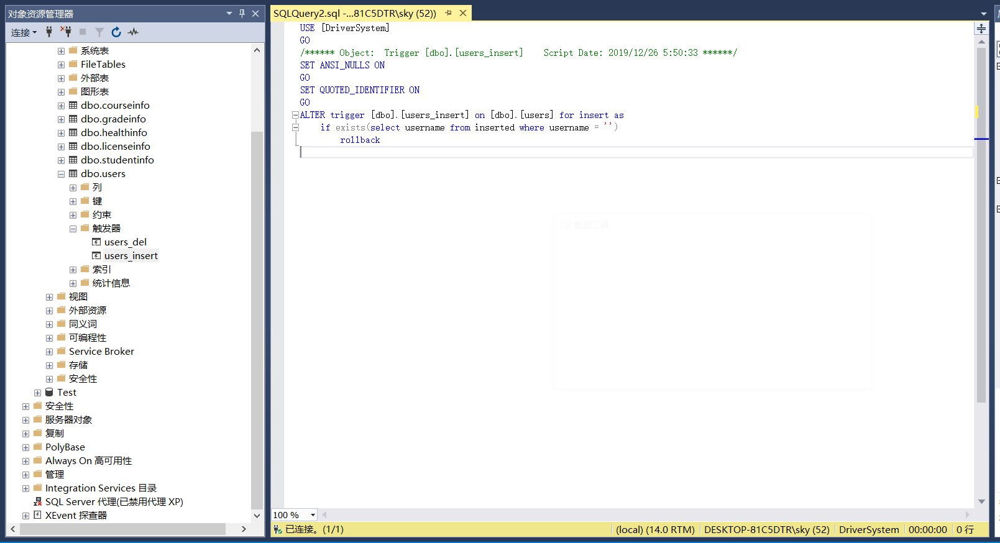 对象资源管理器
连接
系统表
FileTables
外部表
图形表
dbo.courseinfo
dbo.gradeinfo
dbo.healthinfo
dbo.licenseinfo
dbo.studentinfo
dbo.users
列
键
约束
触发器
users_del
users_insert
索引
统计信息
视图
外部资源
同义词
可编程性
Service Broker
存储
安全性
Test
安全性
服务器对象
复制
PolyBase
Always On 高可用性
管理
Integration Services 目录
SQL Server 代理(已禁用代理 XP)
XEvent 探查器
SQLQuery2.sql -...81C5DTR\sky (52))
USE [DriverSystem]
GO
/****** Object:  Trigger [dbo].[users_insert]    Script Date: 2019/12/26 5:50:33 ******/
SET ANSI_NULLS ON
GO
SET QUOTED_IDENTIFIER ON
GO
ALTER trigger [dbo].[users_insert] on [dbo].[users] for insert as
    if exists(select username from inserted where username = '')
        rollback
100 %
已连接。(1/1)
(local) (14.0 RTM)
DESKTOP-81C5DTR\sky (52)
DriverSystem
00:00:00
0 行